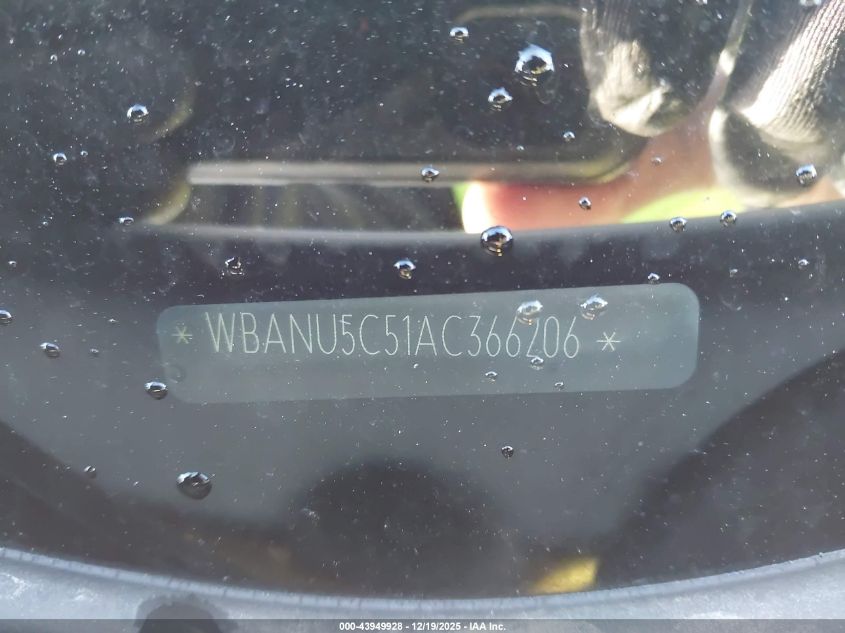 * WBANU5C51AC366206 *
000-43949928 - 12/19/2025 - IAA Inc.